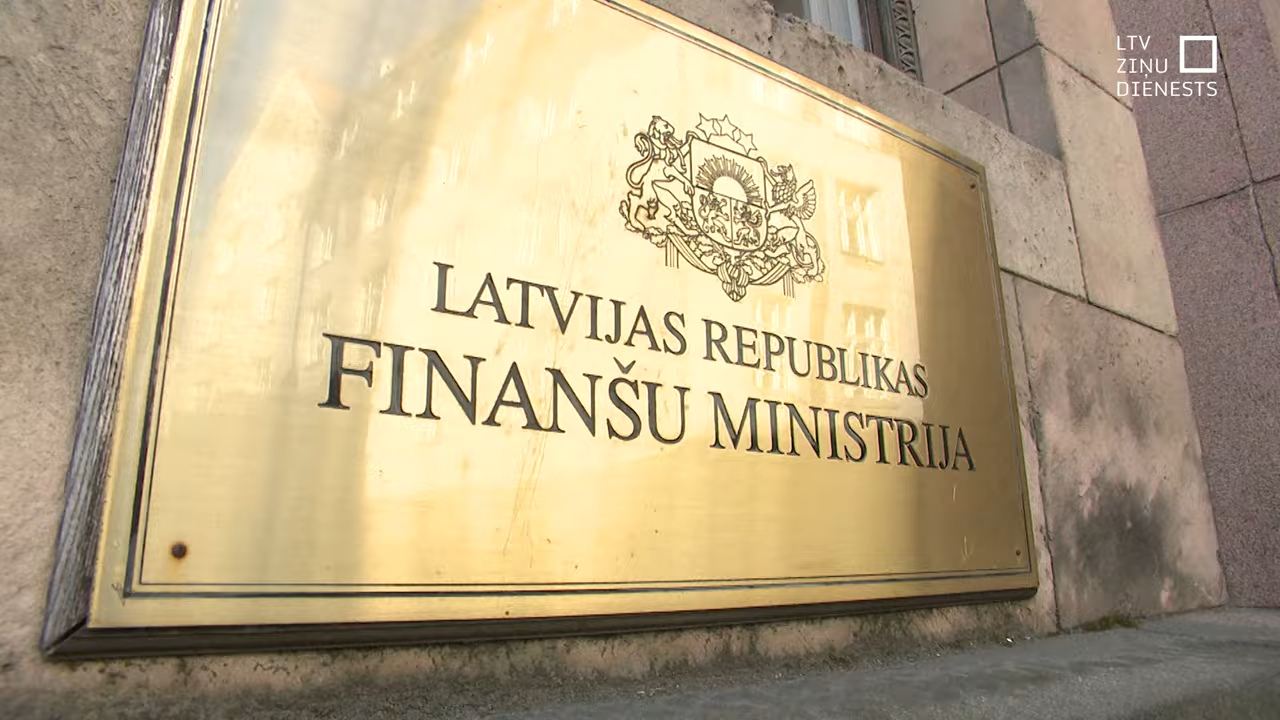 LTV
ZIŅU
DIENESTS
LATVIJAS REPUBLIKAS
FINANŠU MINISTRIJA